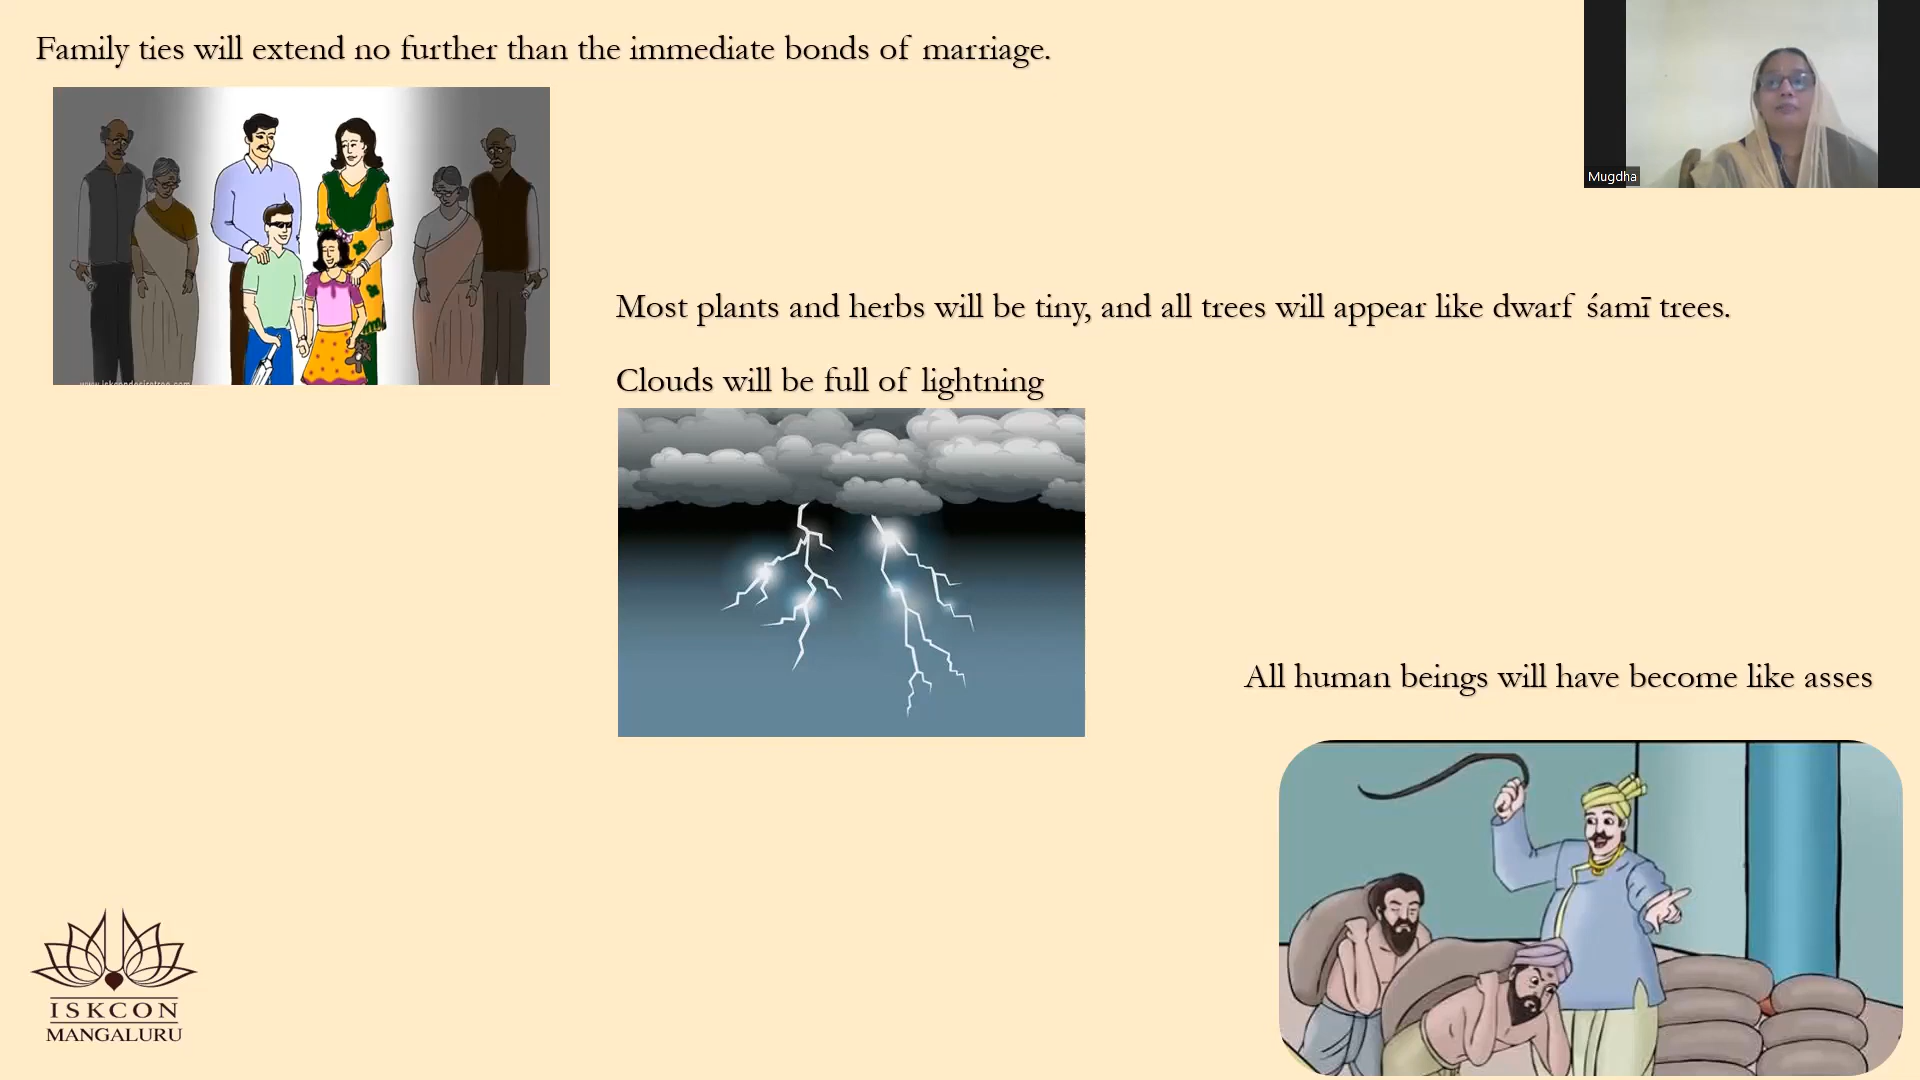 Family ties will extend no further than the immediate bonds of marriage.
Mugdha
Most plants and herbs will be tiny, and all trees will appear like dwarf śamī trees.
Clouds will be full of lightning
All human beings will have become like asses
ISKCON
MANGALURU